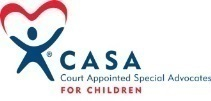 ®
CASA
Court Appointed Special Advocates
FOR CHILDREN